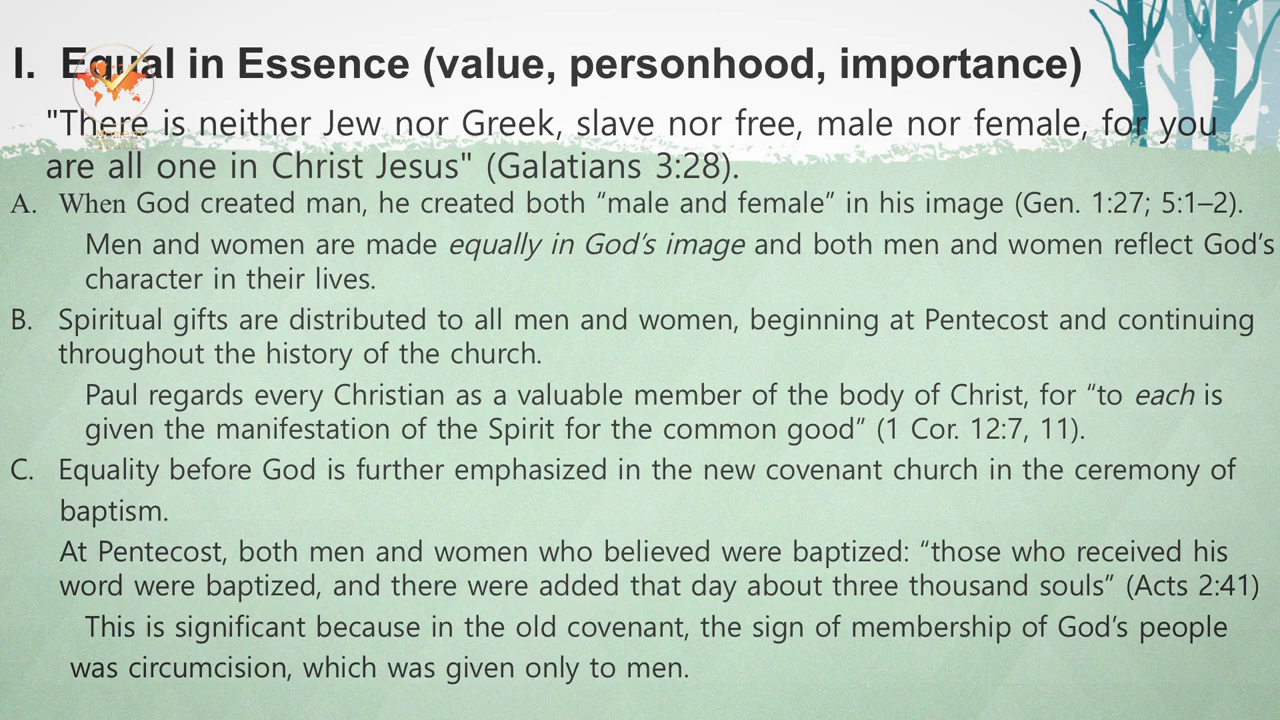 I. Equal in Essence (value, personhood, importance)
"There is neither Jew nor Greek, slave nor free, male nor female, for you
are all one in Christ Jesus" (Galatians 3:28).
A. When God created man, he created both “male and female” in his image (Gen. 1:27; 5:1–2).
Men and women are made equally in God’s image and both men and women reflect God’s
character in their lives.
B. Spiritual gifts are distributed to all men and women, beginning at Pentecost and continuing
throughout the history of the church.
Paul regards every Christian as a valuable member of the body of Christ, for “to each is
given the manifestation of the Spirit for the common good” (1 Cor. 12:7, 11).
C. Equality before God is further emphasized in the new covenant church in the ceremony of
baptism.
At Pentecost, both men and women who believed were baptized: “those who received his
word were baptized, and there were added that day about three thousand souls” (Acts 2:41)
This is significant because in the old covenant, the sign of membership of God’s people
was circumcision, which was given only to men.